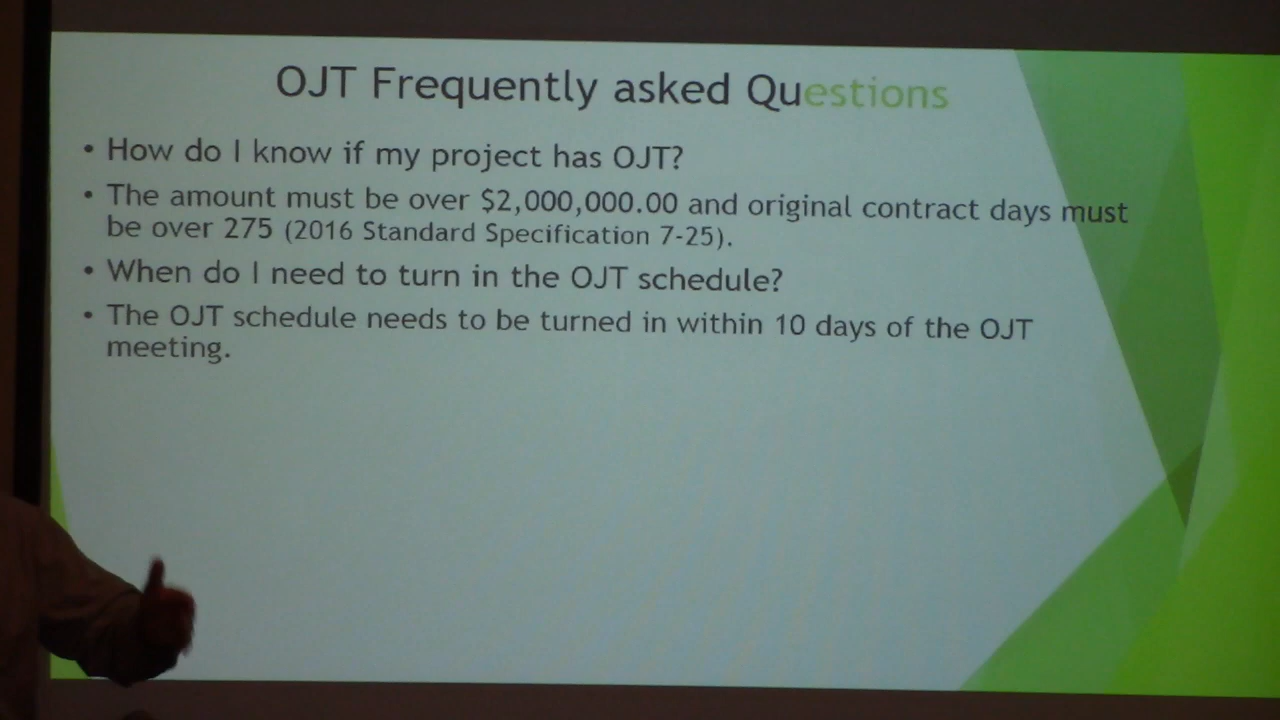 OJT Frequently asked Questions
• How do I know if my project has OJT?
• The amount must be over $2,000,000.00 and original contract days must
be over 275 (2016 Standard Specification 7-25).
• When do I need to turn in the OJT schedule?
• The OJT schedule needs to be turned in within 10 days of the OJT
meeting.